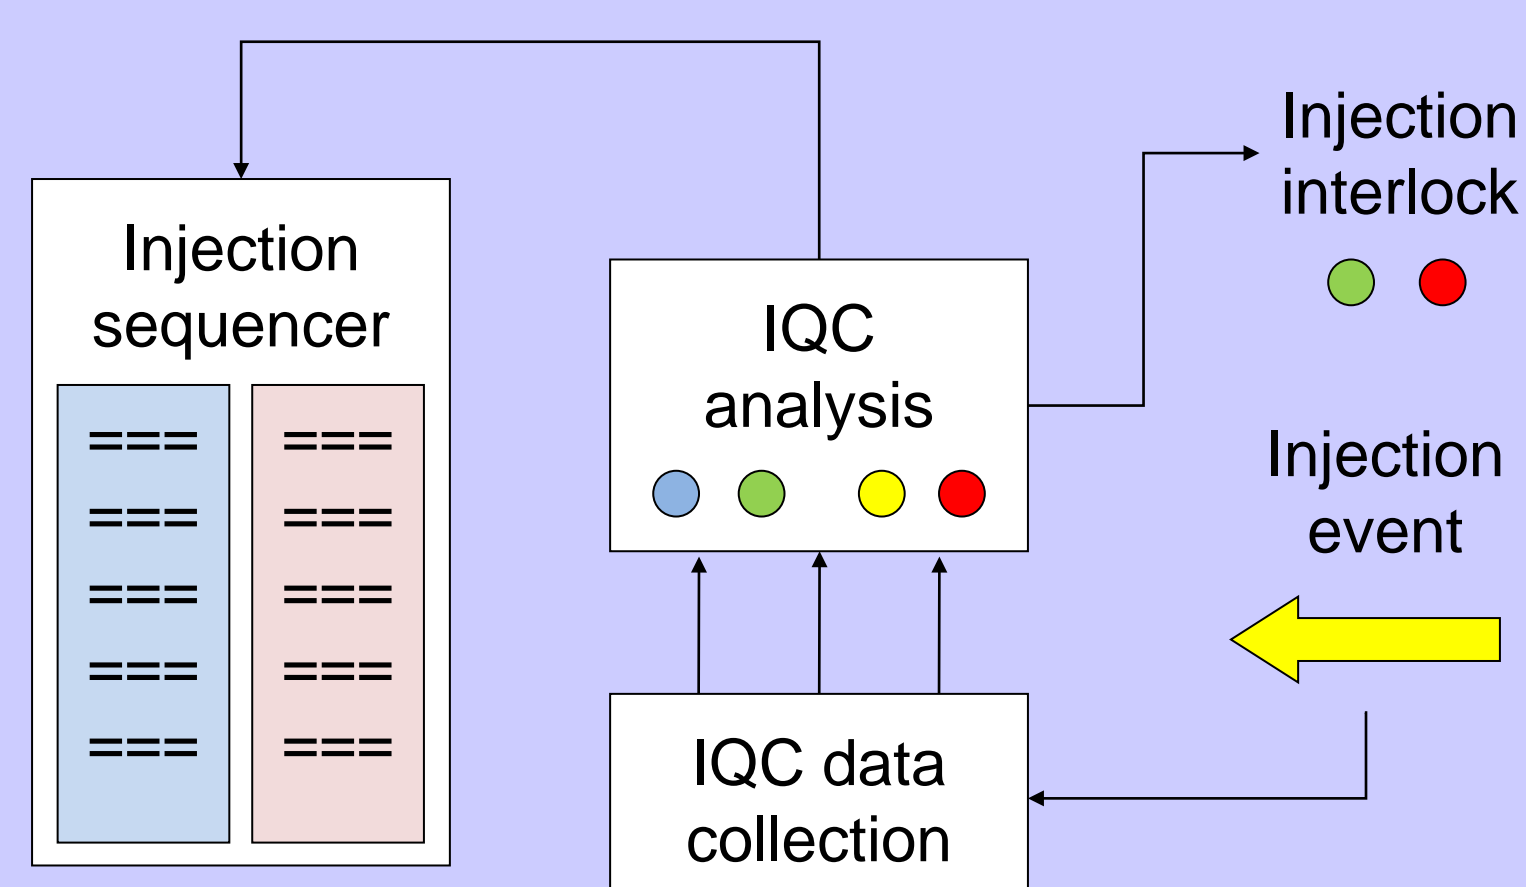 Injection
sequencer
===
===
===
===
===
===
===
===
===
===
IQC
analysis
IQC data
collection
Injection
interlock
Injection
event